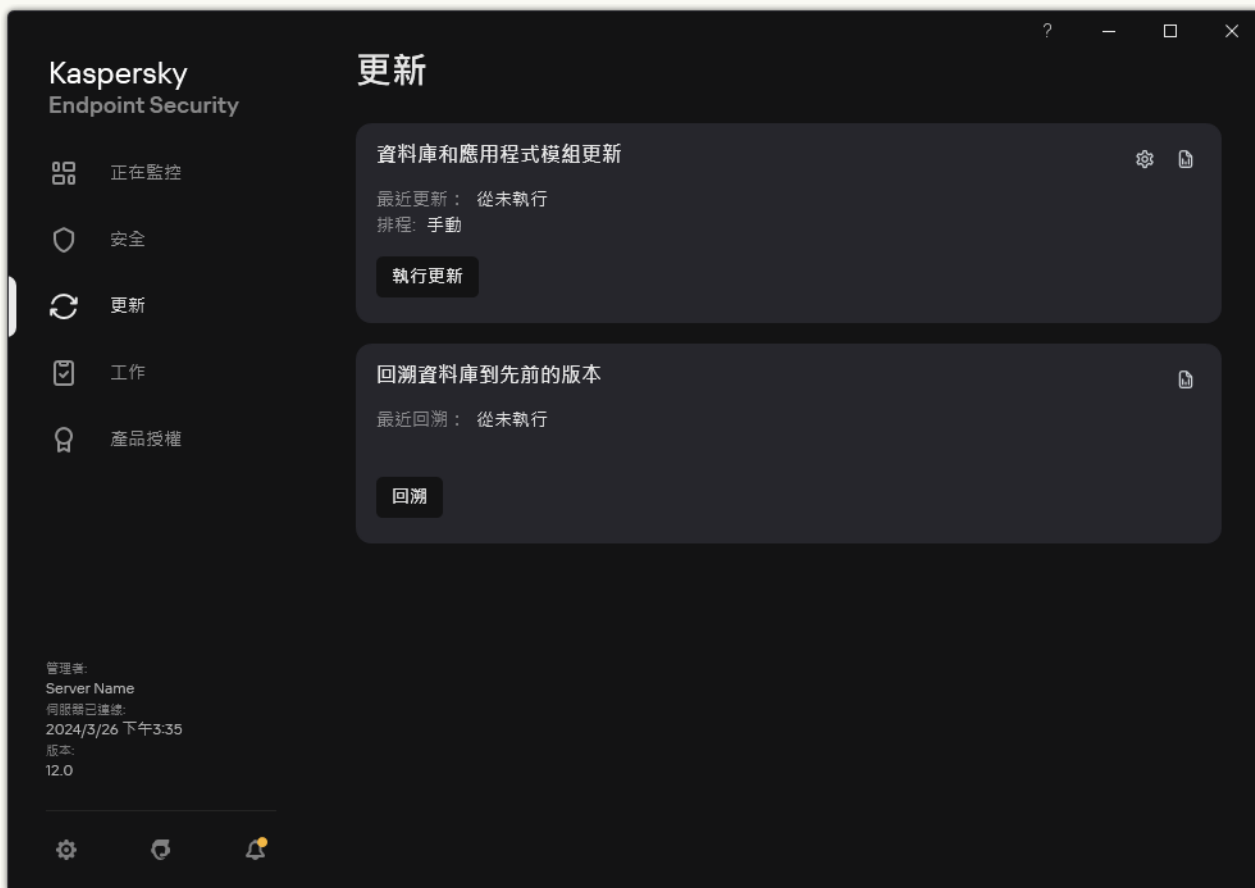 ?
Kaspersky
Endpoint Security
正在監控
安全
更新
工作
產品授權
管理者:
Server Name
伺服器已連線:
2024/3/26 下午3:35
版本:
12.0
更新
資料庫和應用程式模組更新
最近更新： 從未執行
排程: 手動
執行更新
回溯資料庫到先前的版本
最近回溯： 從未執行
回溯